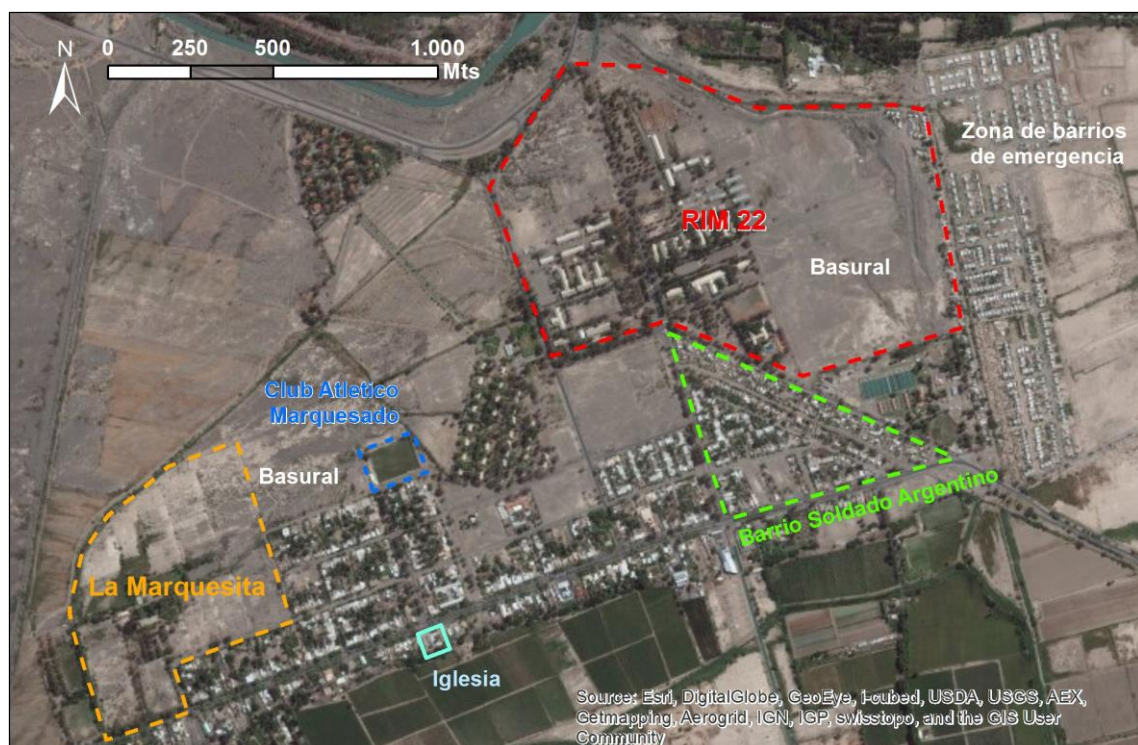 N
0 250 500 1.000
Mts
Zona de barrios
de emergencia
RIM 22
Basural
Club Atletico
Marquesado
Basural
Barrio Soldado Argentino
La Marquesita
Iglesia
Source: Esri, DigitalGlobe, GeoEye, i-cubed, USDA, USGS, AEX,
Getmapping, Aerogrid, IGN, IGP, swisstopo, and the GIS User
Community